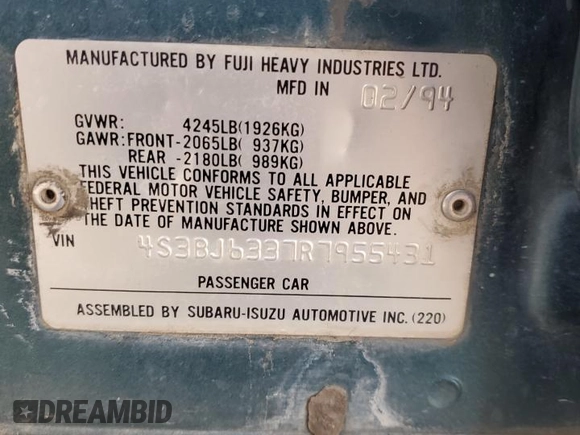 MANUFACTURED BY FUJI HEAVY INDUSTRIES LTD.
MFD IN 02/94
GVWR: 4245LB(1926KG)
GAWR:FRONT-2065LB( 937KG)
REAR -2180LB( 989KG)
THIS VEHICLE CONFORMS TO ALL APPLICABLE
FEDERAL MOTOR VEHICLE SAFETY, BUMPER, AND
THEFT PREVENTION STANDARDS IN EFFECT ON
THE DATE OF MANUFACTURE SHOWN ABOVE.
VIN 4S3BJ6337R7955431
PASSENGER CAR
ASSEMBLED BY SUBARU-ISUZU AUTOMOTIVE INC.(220)
DREAMBID